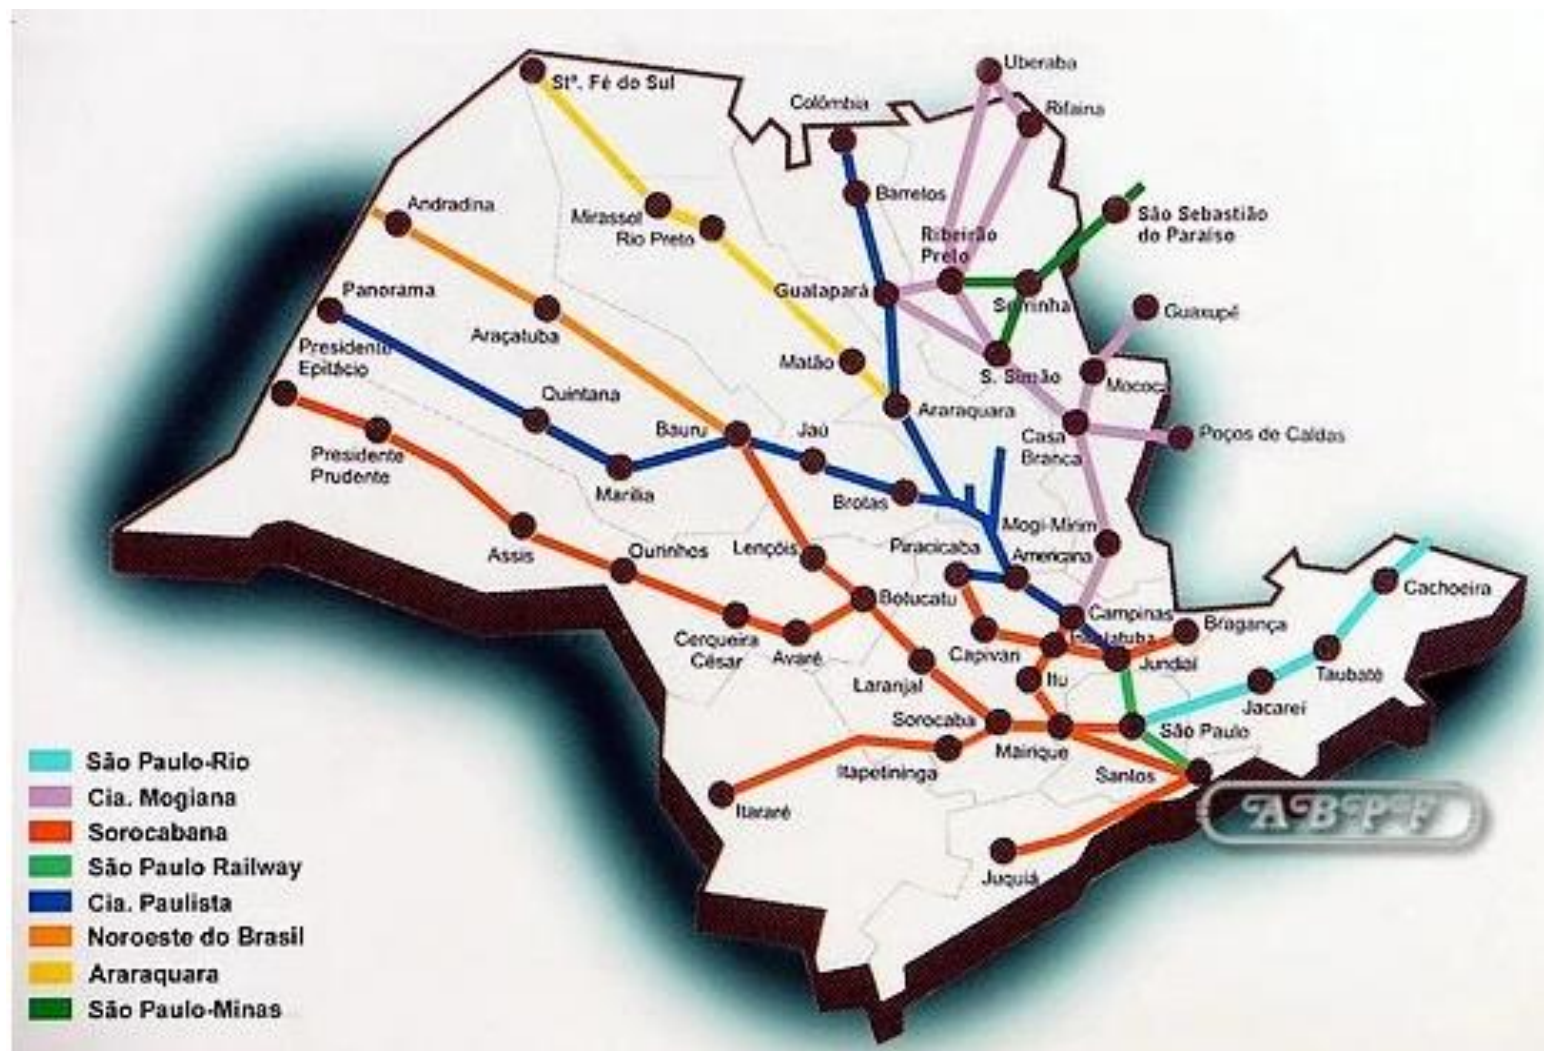 Uberaba
Stª. Fé do Sul
Colômbia
Rifaina
Andradina
Barretos
Mirassol
Rio Preto
São Sebastião
do Paraíso
Ribeirão
Preto
Panorama
Guatapará
Serrinha
Guaxupé
Araçatuba
Presidente
Epitácio
Matão
S. Simão
Mococa
Quintana
Araraquara
Bauru
Jaú
Casa
Branca
Poços de Caldas
Presidente
Prudente
Marília
Brotas
Mogi-Mirim
Assis
Ourinhos
Lençóis
Piracicaba
Americana
Botucatu
Campinas
Cachoeira
Bragança
Cerqueira
César
Avaré
Capivari
Jundiaí
Itu
Taubaté
Laranjal
Jacareí
Sorocaba
São Paulo
Mairique
Itapetininga
Santos
Itararé
Juquiá
ABPF
São Paulo-Rio
Cia. Mogiana
Sorocabana
São Paulo Railway
Cia. Paulista
Noroeste do Brasil
Araraquara
São Paulo-Minas